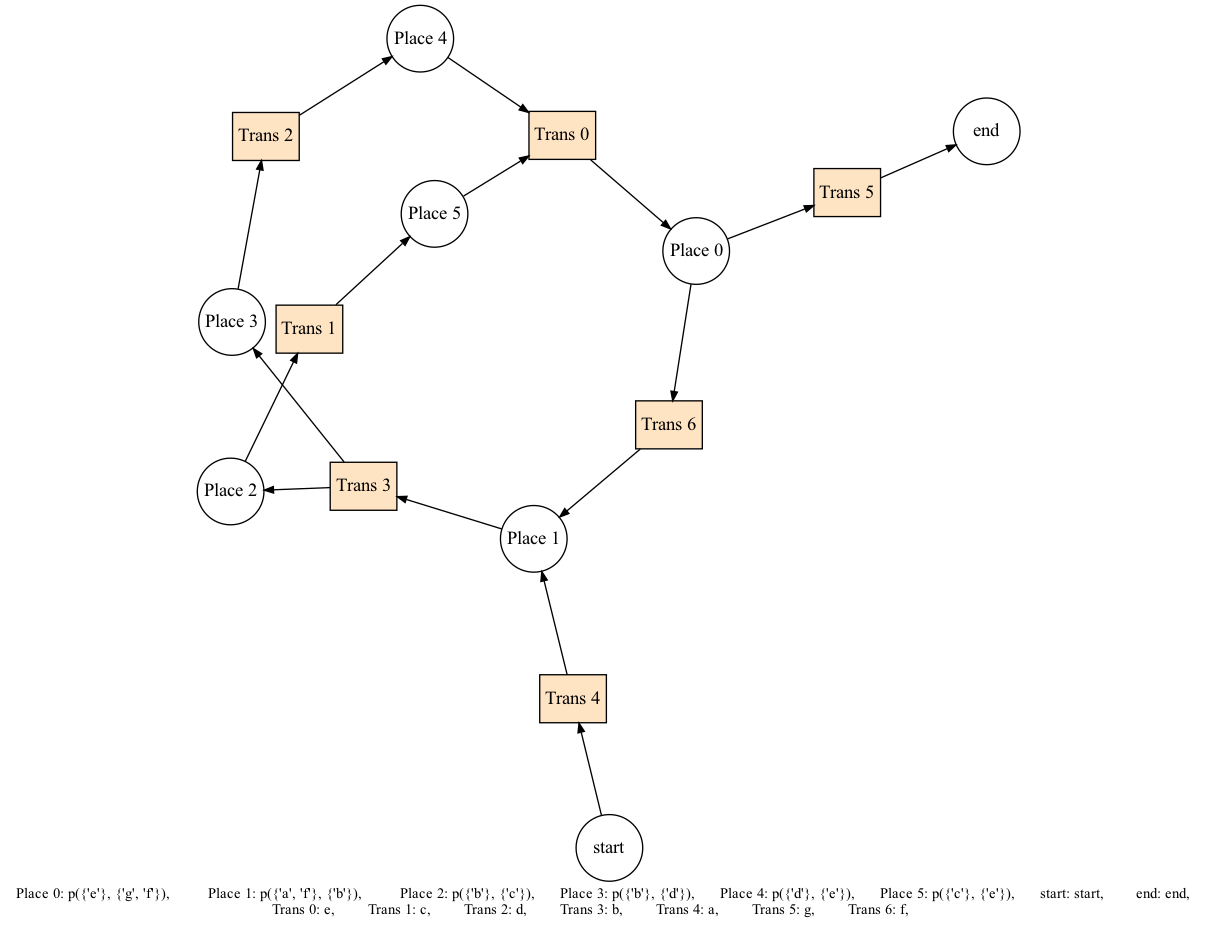 Place 4
Trans 2
Trans 0
end
Trans 5
Place 5
Place 0
Place 3
Trans 1
Trans 6
Place 2
Trans 3
Place 1
Trans 4
start
Place 0: p({'e'}, {'g', 'f'}), Place 1: p({'a', 'f'}, {'b'}), Place 2: p({'b'}, {'c'}), Place 3: p({'b'}, {'d'}), Place 4: p({'d'}, {'e'}), Place 5: p({'c'}, {'e'}), start: start, end: end,
Trans 0: e, Trans 1: c, Trans 2: d, Trans 3: b, Trans 4: a, Trans 5: g, Trans 6: f,